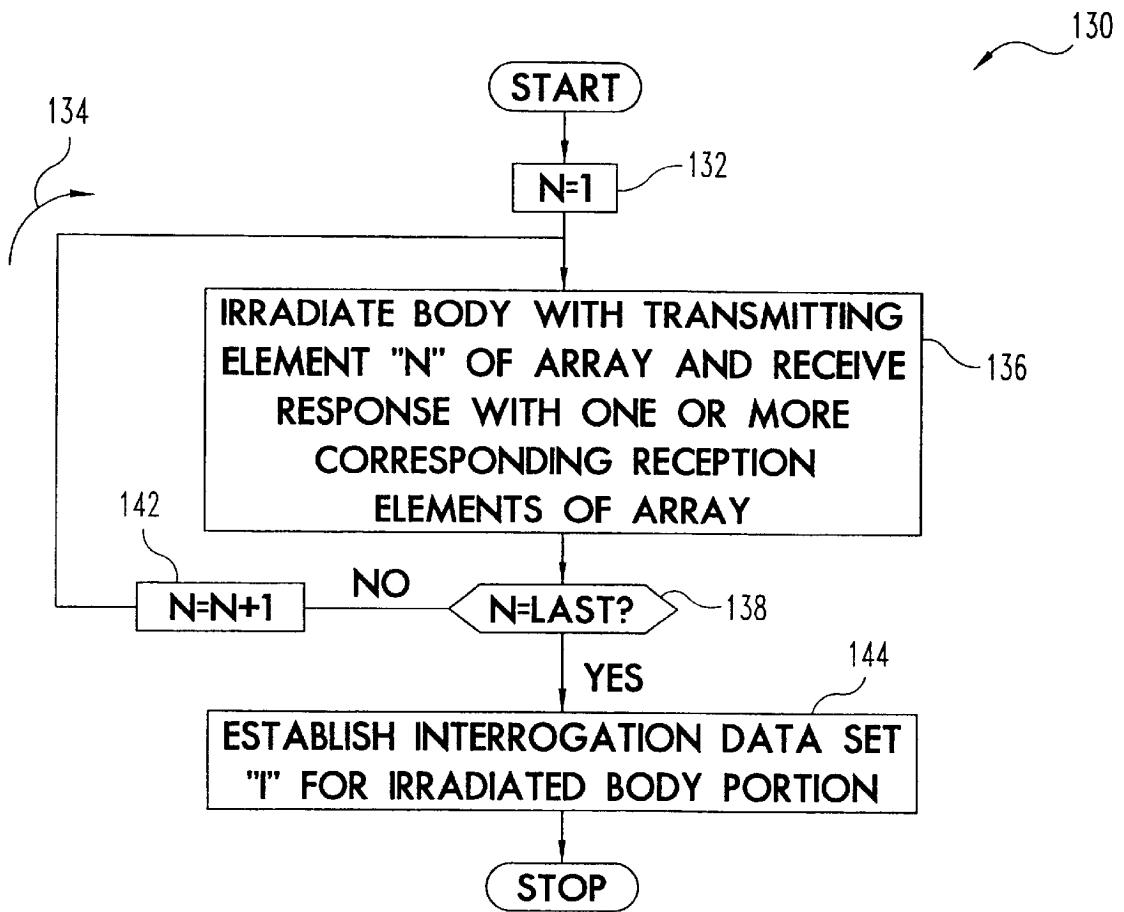 130
START
134
N=1
132
IRRADIATE BODY WITH TRANSMITTING
ELEMENT "N" OF ARRAY AND RECEIVE
RESPONSE WITH ONE OR MORE
CORRESPONDING RECEPTION
ELEMENTS OF ARRAY
136
142
N=N+1
NO
N=LAST?
138
YES
144
ESTABLISH INTERROGATION DATA SET
"I" FOR IRRADIATED BODY PORTION
STOP